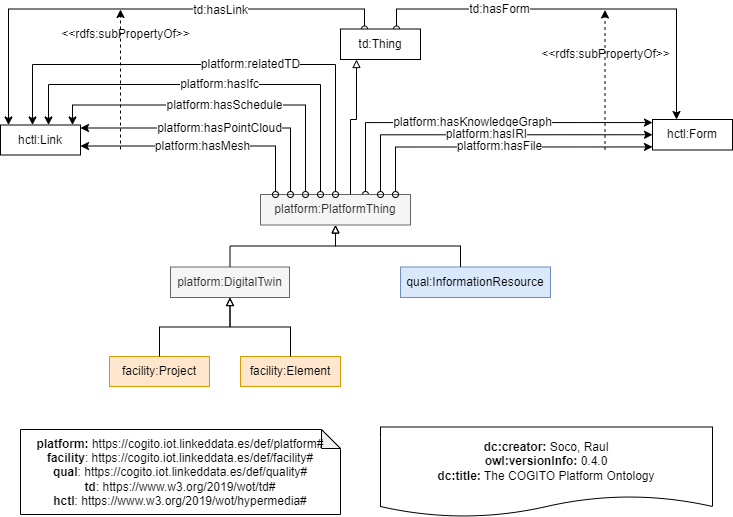 td:hasLink
td:hasForm
<<rdfs:subPropertyOf>>
td:Thing
<<rdfs:subPropertyOf>>
platform:relatedTD
platform:hasIfc
platform:hasSchedule
platform:hasKnowledgeGraph
platform:hasPointCloud
hctl:Link
platform:hasIRI
hctl:Form
platform:hasMesh
platform:hasFile
platform:PlatformThing
platform:DigitalTwin
qual:InformationResource
facility:Project
facility:Element
platform: https://cogito.iot.linkeddata.es/def/platform#
facility: https://cogito.iot.linkeddata.es/def/facility#
qual: https://cogito.iot.linkeddata.es/def/quality#
td: https://www.w3.org/2019/wot/td#
hctl: https://www.w3.org/2019/wot/hypermedia#
dc:creator: Soco, Raul
owl:versionInfo: 0.4.0
dc:title: The COGITO Platform Ontology